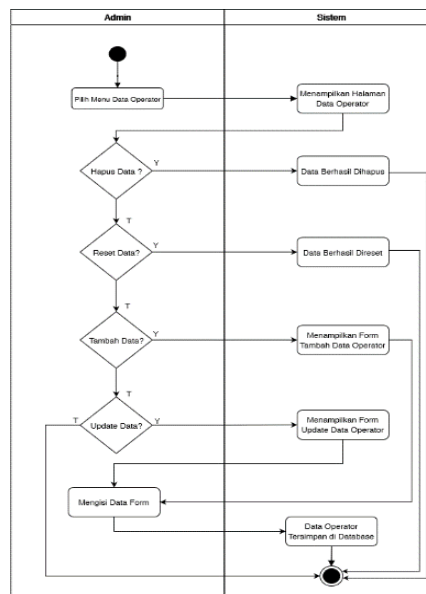 Admin
Sistem
Pilih Menu Data Operator
Menampilkan Halaman
Data Operator
Hapus Data ?
Y
Data Berhasil Dihapus
T
Reset Data?
Y
Data Berhasil Direset
T
Tambah Data?
Y
Menampilkan Form
Tambah Data Operator
T
T
Update Data?
Y
Menampilkan Form
Update Data Operator
Mengisi Data Form
Data Operator
Tersimpan di Database